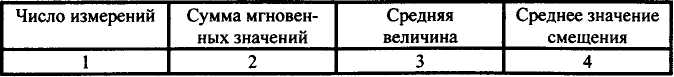 Число измерений
Сумма мгновен-
ных значений
Средняя
величина
Среднее значение
смещения
1
2
3
4